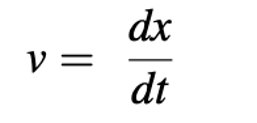 v = dx/dt